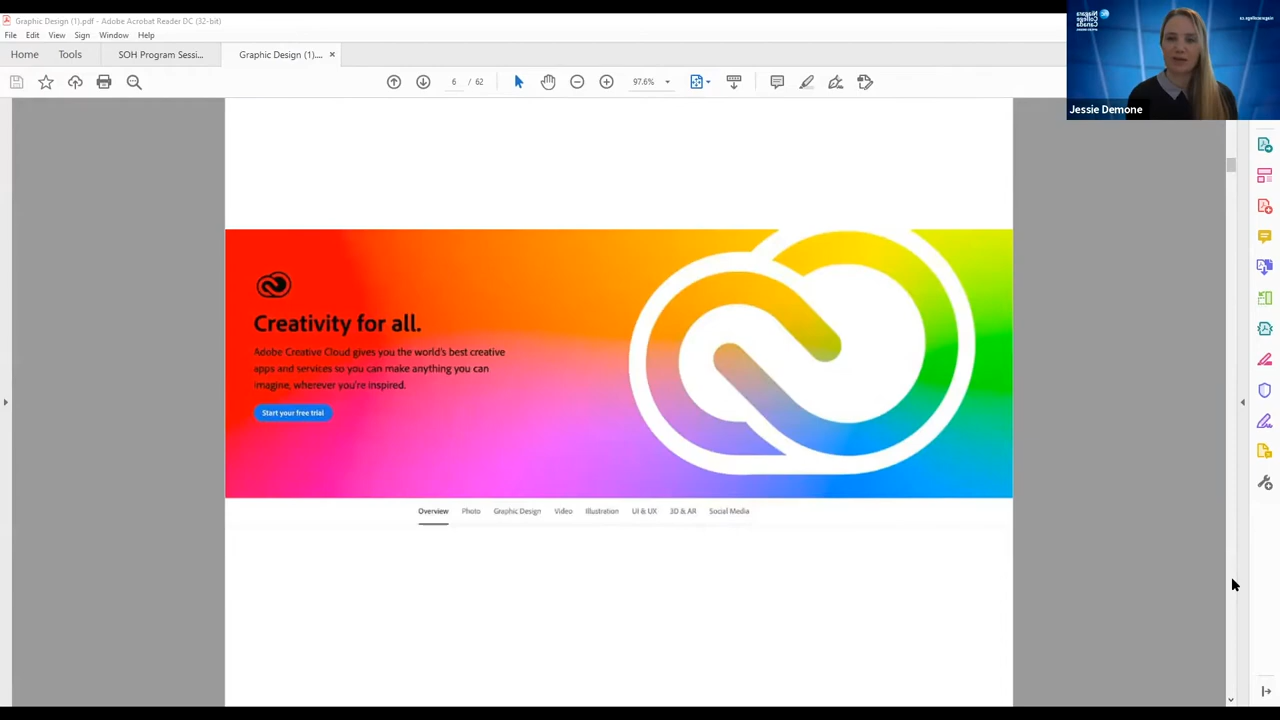 Graphic Design (1).pdf - Adobe Acrobat Reader DC (32-bit)
File Edit View Sign Window Help
Home Tools SOH Program Sessi... Graphic Design (1).... ×
6 / 62 97.6%
Niagara
College
Canada
Jessie Demone
Creativity for all.
Adobe Creative Cloud gives you the world's best creative
apps and services so you can make anything you can
imagine, wherever you're inspired.
Start your free trial
Overview Photo Graphic Design Video Illustration UI & UX 3D & AR Social Media